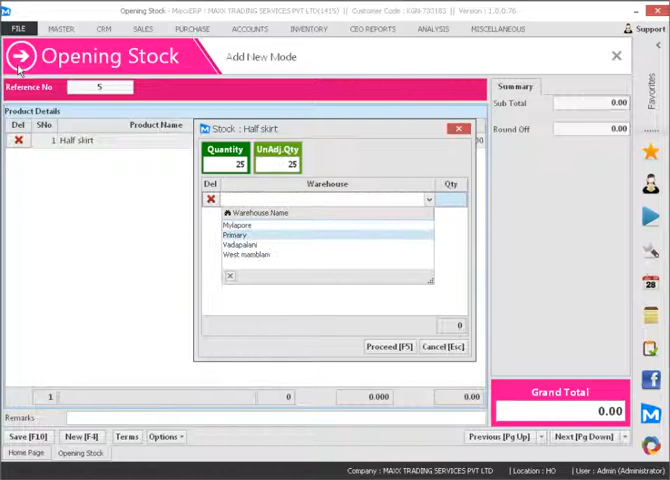 Opening Stock - MaxxERP - MAXX TRADING SERVICES PVT LTD(1415) || Customer Code :
Version : 1.0.0.76
FILE MASTER CRM SALES PURCHASE ACCOUNTS INVENTORY CEO REPORTS ANALYSIS MISCELLANEOUS Support
Opening Stock Add New Mode
Reference No 5
Summary
Sub Total 0.00
Round Off 0.00
Favorites
Product Details
Del SNo Product Name
1 Half skirt
Stock : Half skirt
Quantity UnAdj.Qty
25 25
Del Warehouse Qty
Warehouse Name
Mylapore
Primary
Vadapalani
West mamblam
0
Proceed [F5] Cancel [Esc]
28
1 0 0.000 0.00
Grand Total
0.00
Remarks
Save [F10] New [F4] Terms Options Previous [Pg Up] Next [Pg Down]
Home Page Opening Stock
Company : MAXX TRADING SERVICES PVT LTD | Location : HO | User : Admin (Administrator)